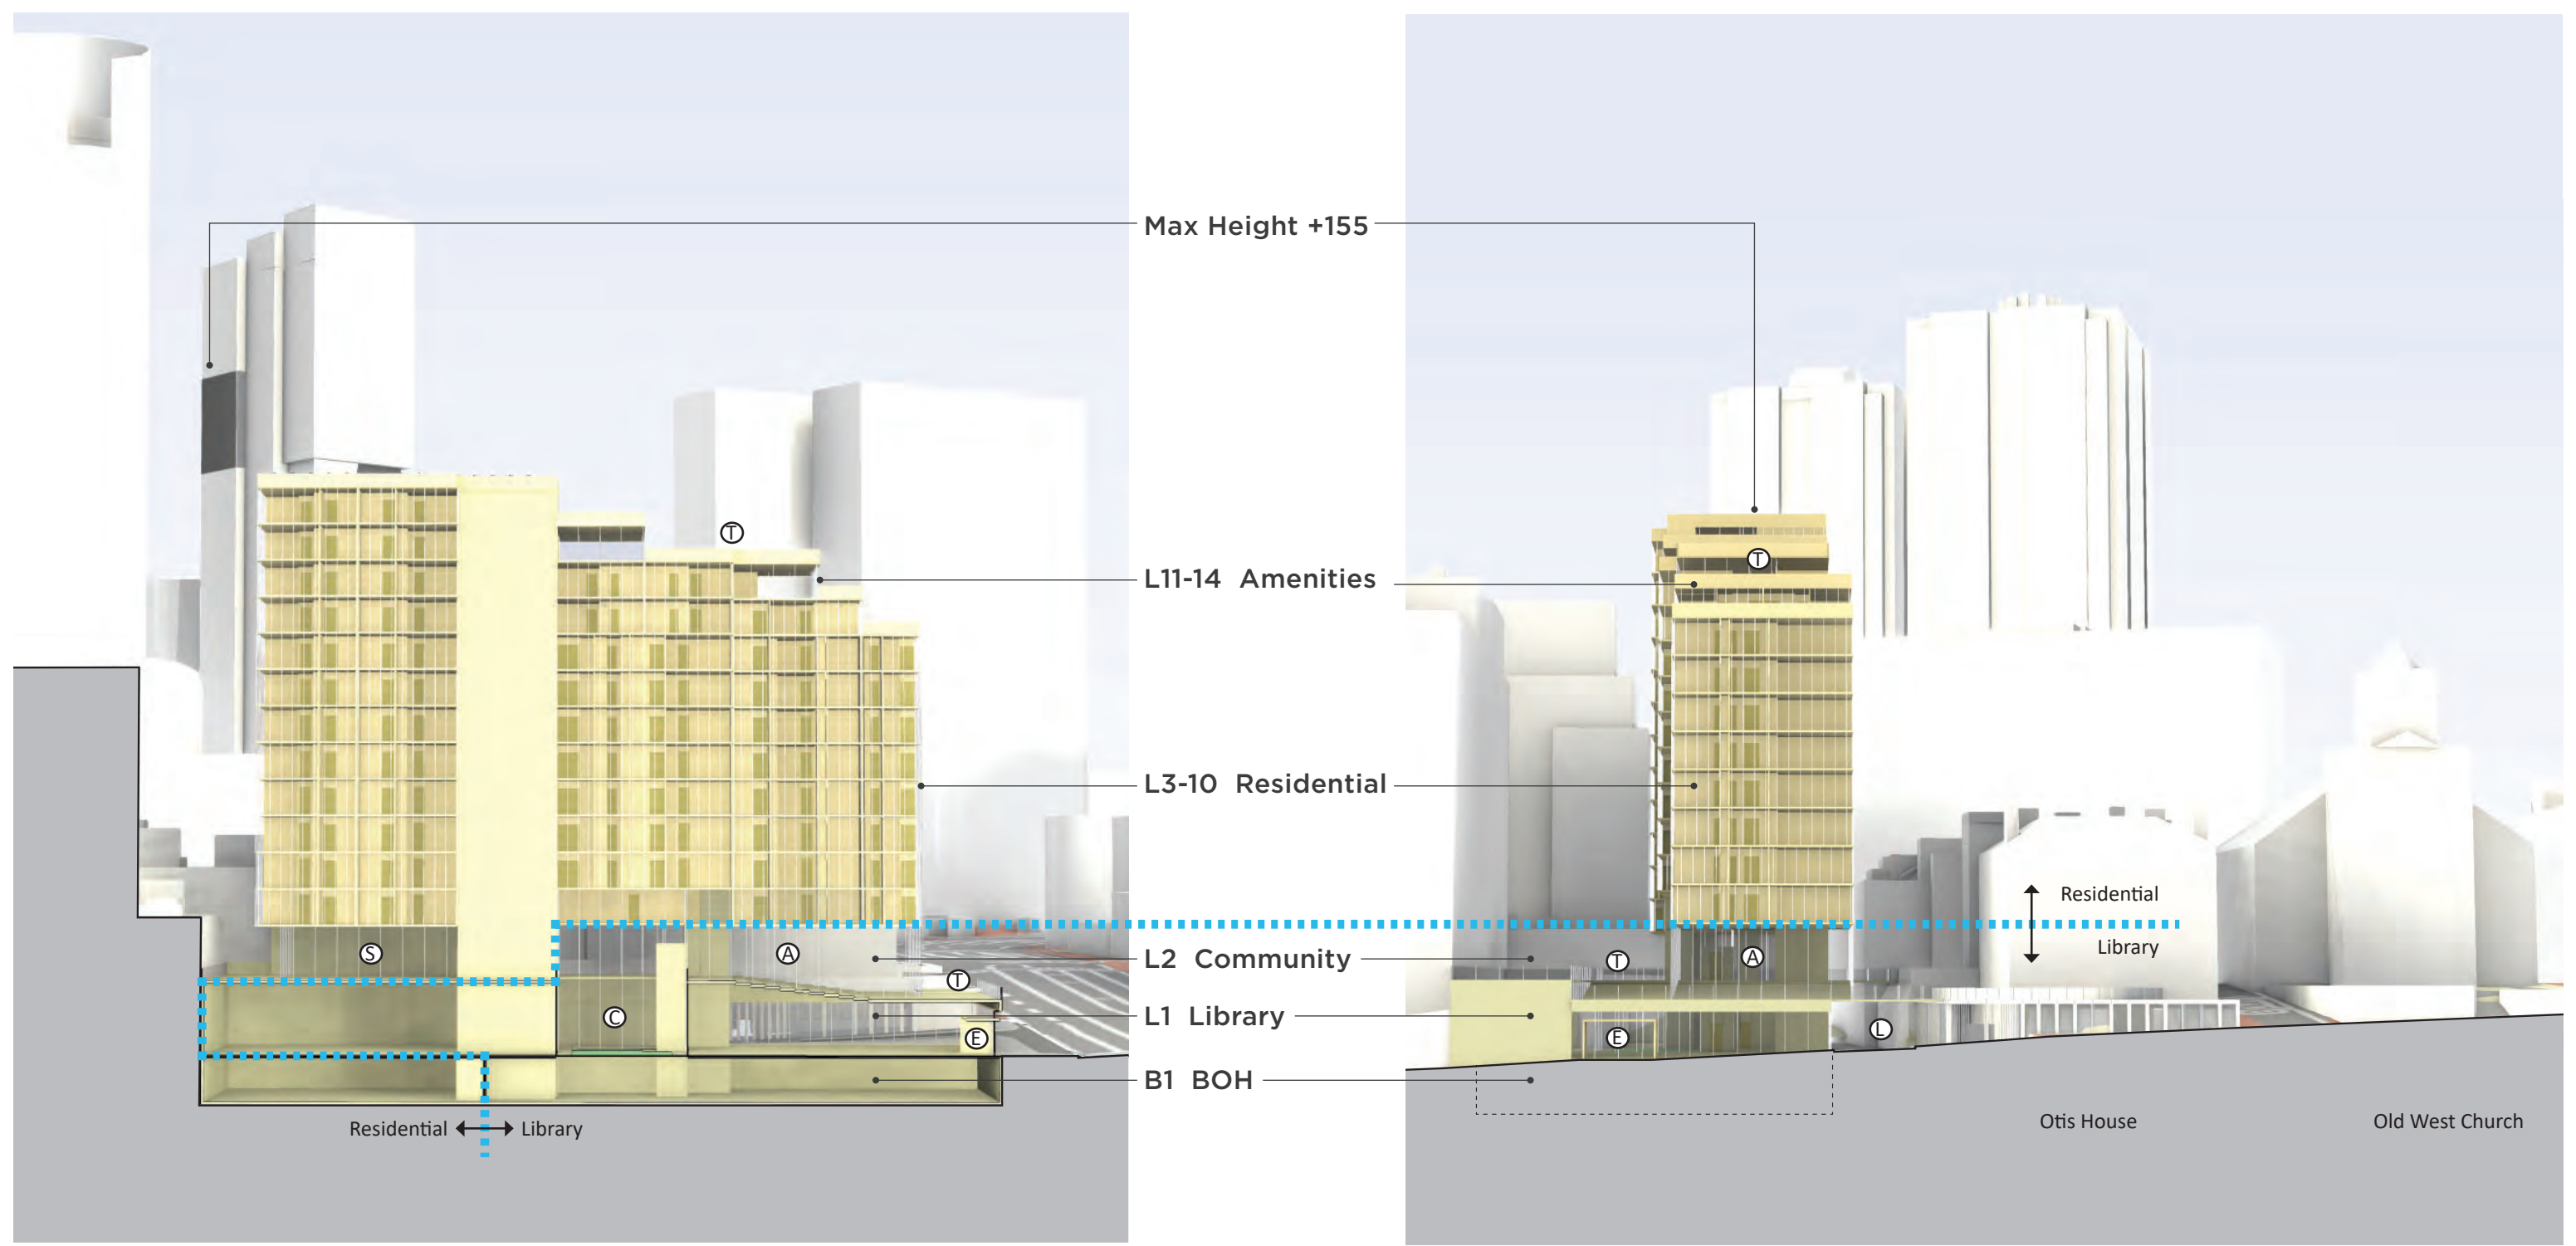 Max Height +155
T
T
L11-14 Amenities
L3-10 Residential
Residential
Library
S
A
L2 Community
T
A
T
C
L1 Library
E
E
L
B1 BOH
Residential
Library
Otis House
Old West Church